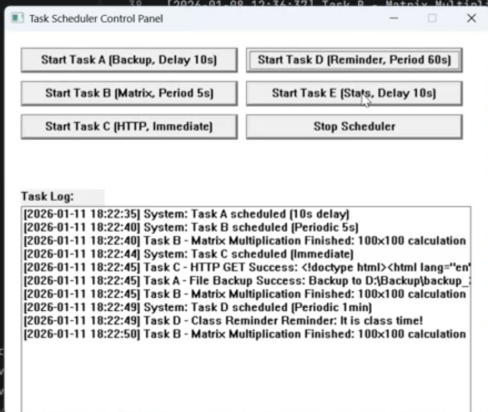 [2026-01-08 12:36:37] Task B - Matrix Multipli
Task Scheduler Control Panel
Start Task A (Backup, Delay 10s)
Start Task D (Reminder, Period 60s)
Start Task B (Matrix, Period 5s)
Start Task E (Stats, Delay 10s)
Start Task C (HTTP, Immediate)
Stop Scheduler
Task Log:
[2026-01-11 18:22:35] System: Task A scheduled (10s delay)
[2026-01-11 18:22:40] System: Task B scheduled (Periodic 5s)
[2026-01-11 18:22:40] Task B - Matrix Multiplication Finished: 100x100 calculation
[2026-01-11 18:22:44] System: Task C scheduled (Immediate)
[2026-01-11 18:22:45] Task C - HTTP GET Success: <!doctype html><html lang="en"
[2026-01-11 18:22:45] Task A - File Backup Success: Backup to D:\Backup\backup_
[2026-01-11 18:22:45] Task B - Matrix Multiplication Finished: 100x100 calculation
[2026-01-11 18:22:49] System: Task D scheduled (Periodic 1min)
[2026-01-11 18:22:49] Task D - Class Reminder Reminder: It is class time!
[2026-01-11 18:22:50] Task B - Matrix Multiplication Finished: 100x100 calculation